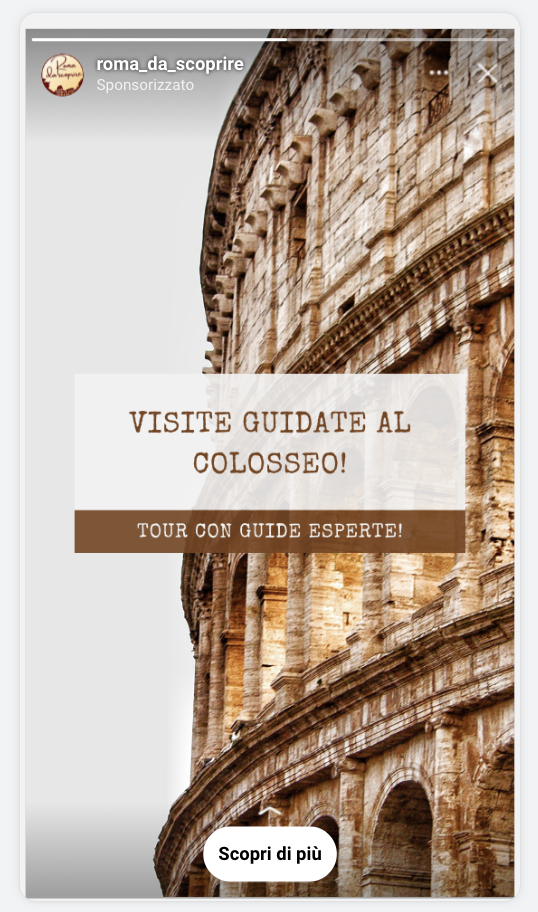 Roma
da scoprire
roma_da_scoprire
Sponsorizzato
VISITE GUIDATE AL
COLOSSEO!
TOUR CON GUIDE ESPERTE!
Scopri di più